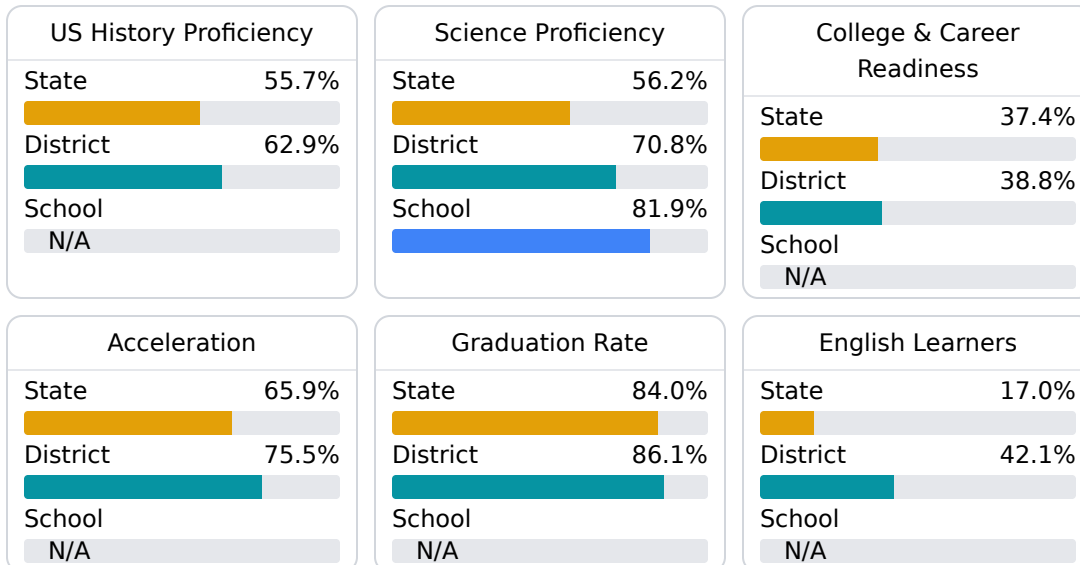 US History Proficiency
State 55.7%
District 62.9%
School
N/A
Science Proficiency
State 56.2%
District 70.8%
School 81.9%
College & Career
Readiness
State 37.4%
District 38.8%
School
N/A
Acceleration
State 65.9%
District 75.5%
School
N/A
Graduation Rate
State 84.0%
District 86.1%
School
N/A
English Learners
State 17.0%
District 42.1%
School
N/A